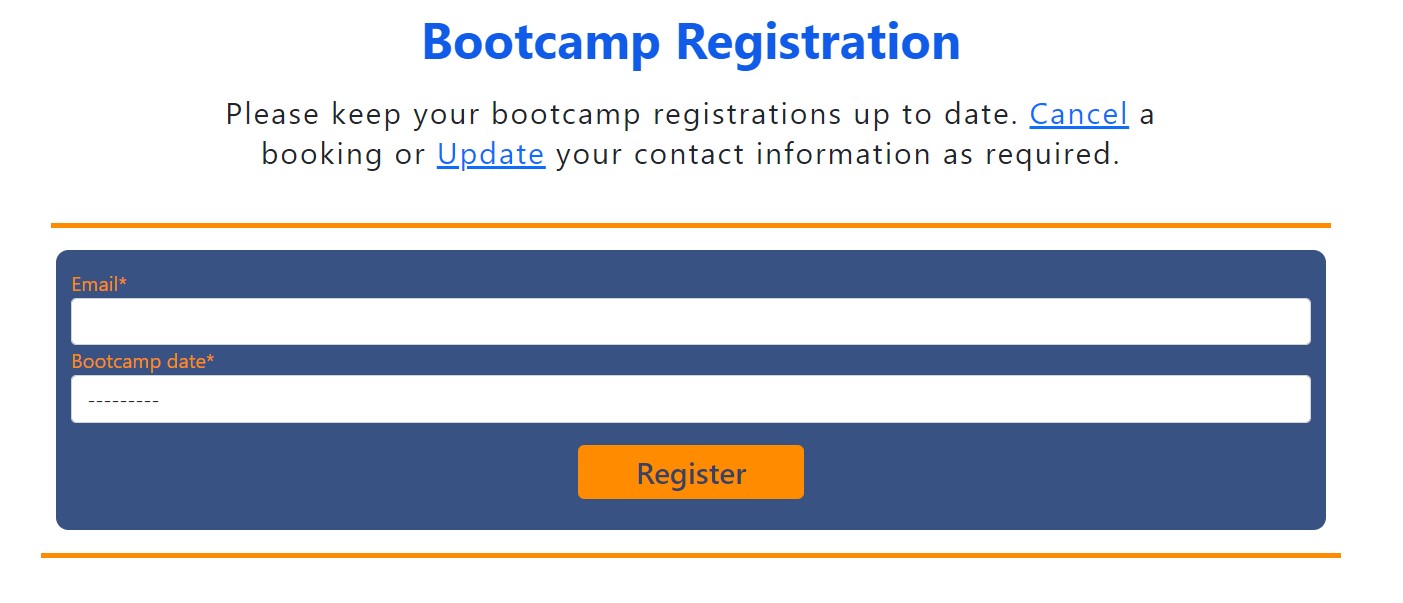 Bootcamp Registration
Please keep your bootcamp registrations up to date. Cancel a
booking or Update your contact information as required.
Email*
Bootcamp date*
---------
Register